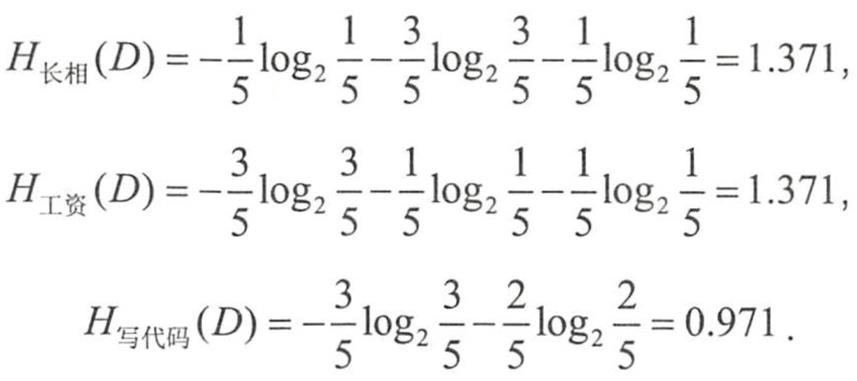 H长相(D) = −1/5 log₂ 1/5 − 3/5 log₂ 3/5 − 1/5 log₂ 1/5 = 1.371,
H工资(D) = −3/5 log₂ 3/5 − 1/5 log₂ 1/5 − 1/5 log₂ 1/5 = 1.371,
H写代码(D) = −3/5 log₂ 3/5 − 2/5 log₂ 2/5 = 0.971.